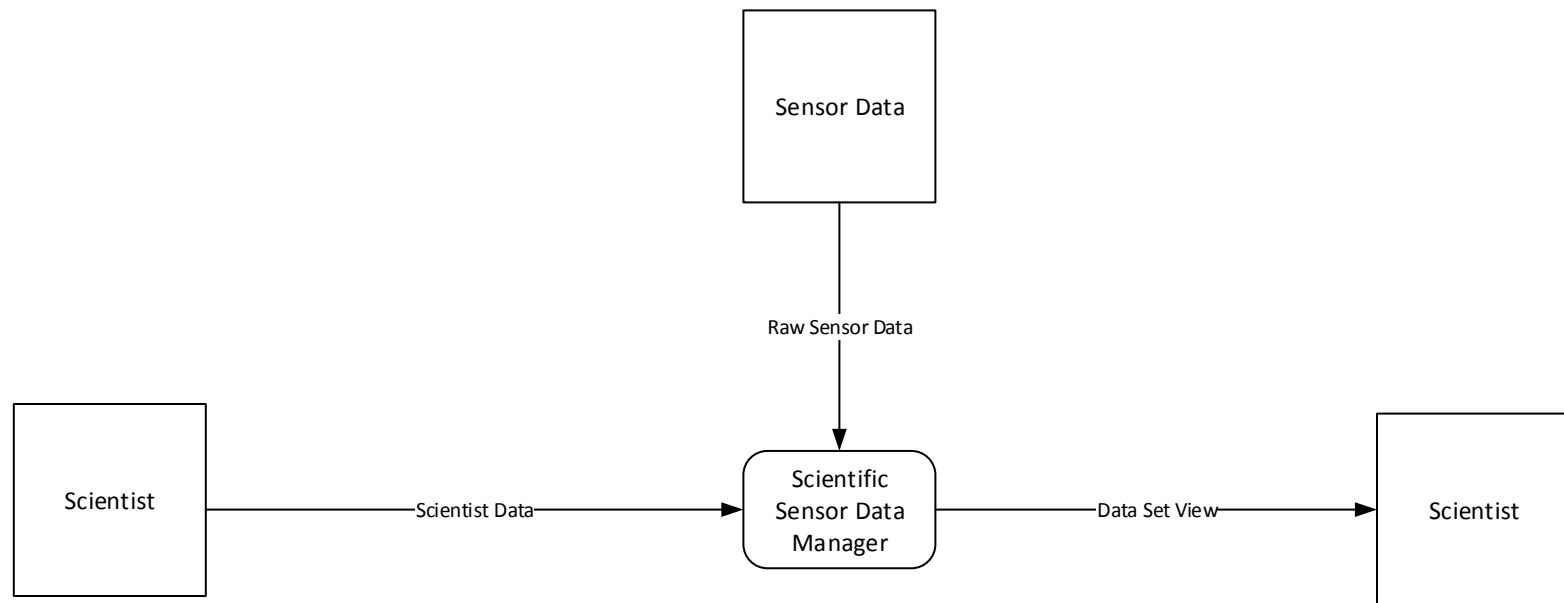 Sensor Data
Raw Sensor Data
Scientist
Scientist Data
Scientific
Sensor Data
Manager
Data Set View
Scientist